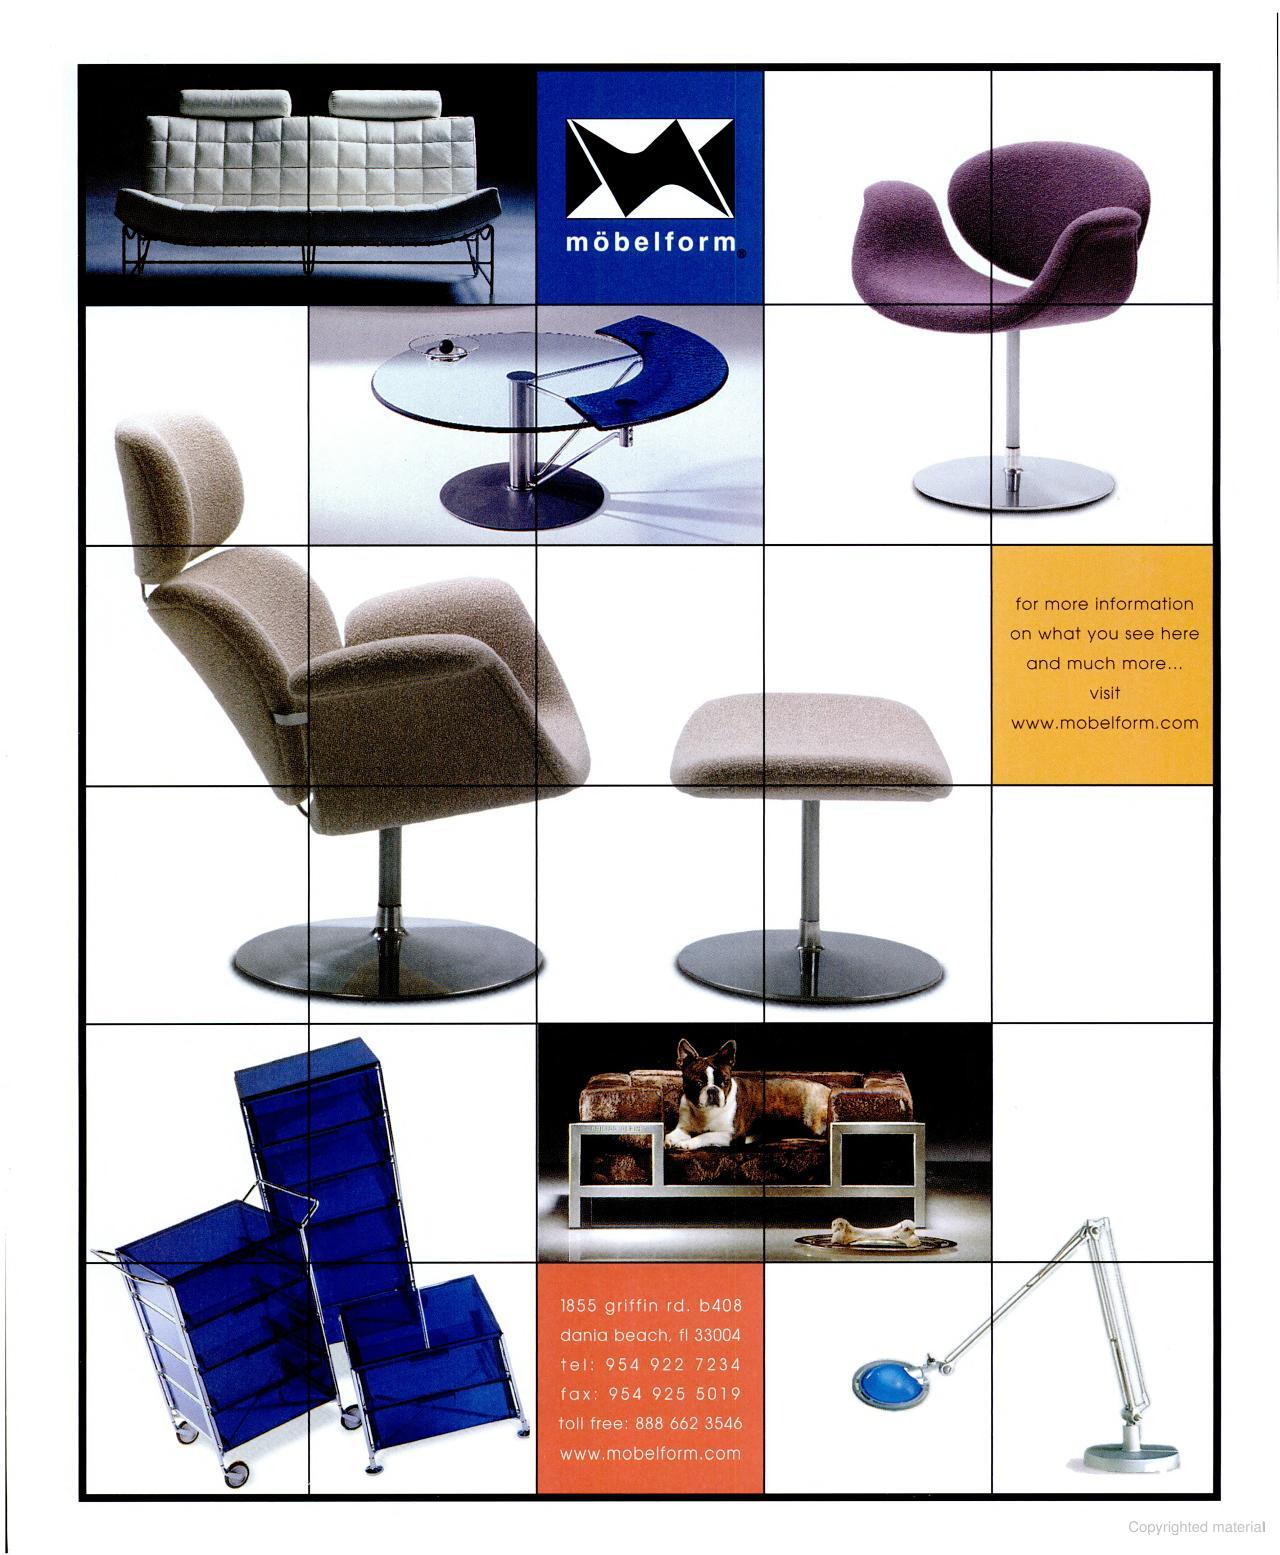 möbelform®
for more information
on what you see here
and much more...
visit
www.mobelform.com
1855 griffin rd. b408
dania beach, fl 33004
tel: 954 922 7234
fax: 954 925 5019
toll free: 888 662 3546
www.mobelform.com
Copyrighted material